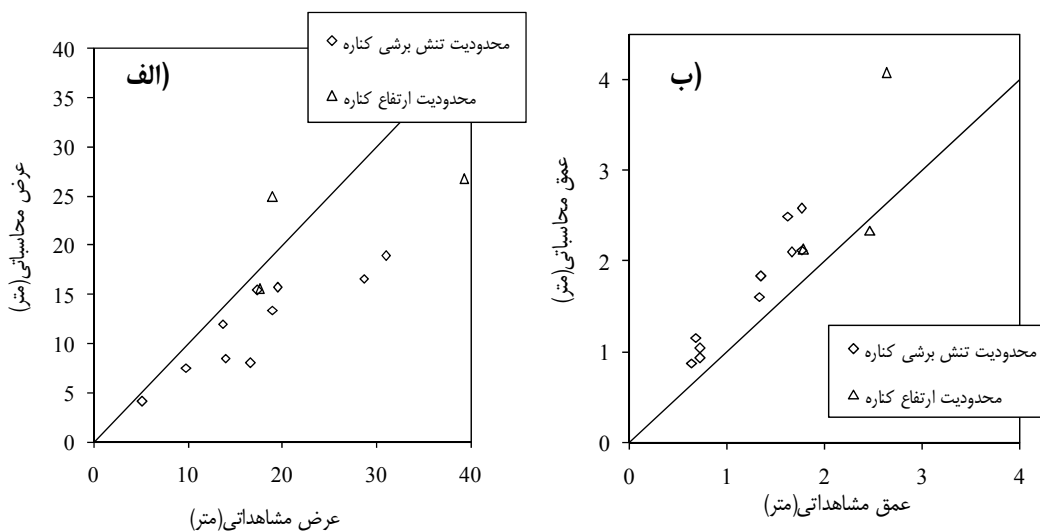 (الف
محدودیت تنش برشی کناره
محدودیت ارتفاع کناره
عرض محاسباتی(متر)
40
35
30
25
20
15
10
5
0
0
10
20
30
40
عرض مشاهداتی(متر)
(ب
عمق محاسباتی(متر)
4
3
2
1
0
محدودیت تنش برشی کناره
محدودیت ارتفاع کناره
0
1
2
3
4
عمق مشاهداتی(متر)